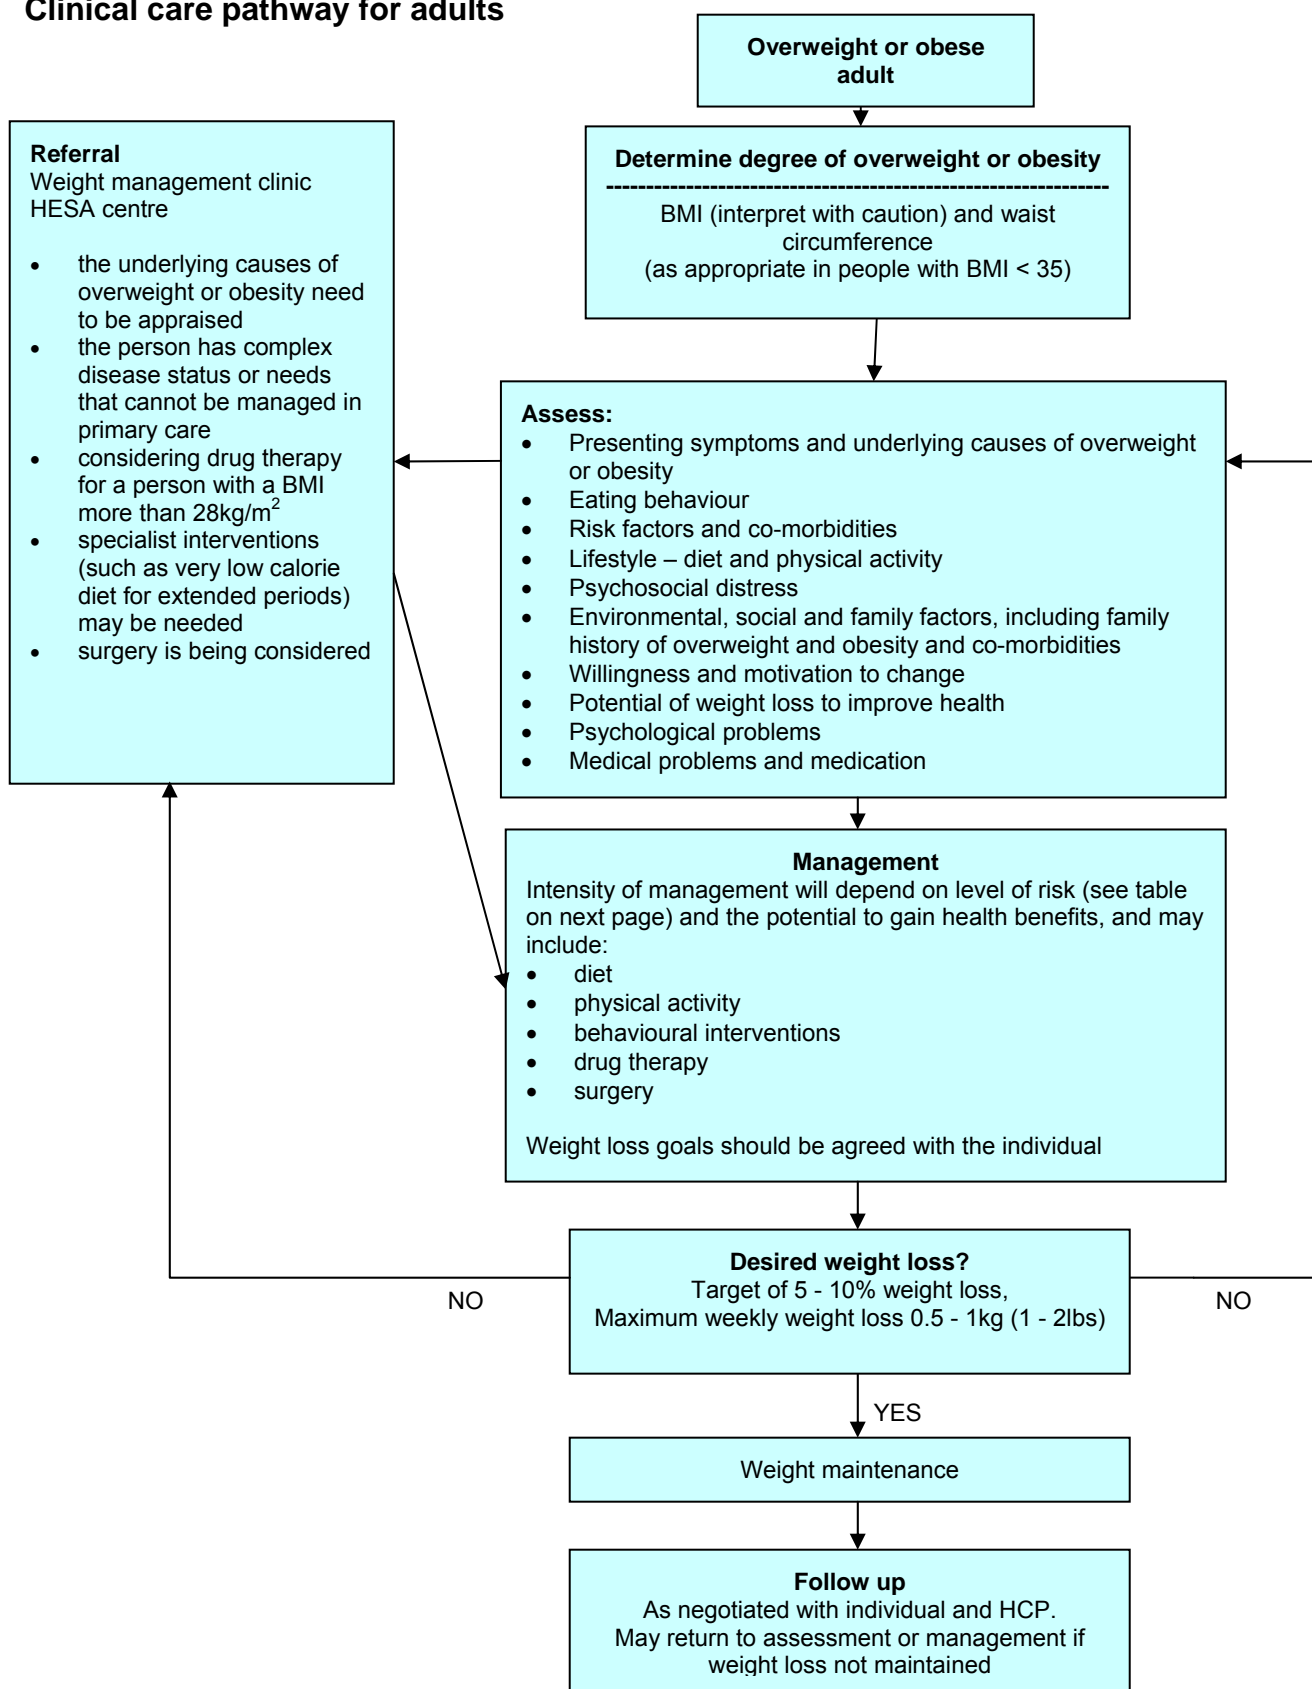 Clinical care pathway for adults
Overweight or obese
adult
Determine degree of overweight or obesity
---------------------------------------------------------------
BMI (interpret with caution) and waist
circumference
(as appropriate in people with BMI < 35)
Referral
Weight management clinic
HESA centre
• the underlying causes of
overweight or obesity need
to be appraised
• the person has complex
disease status or needs
that cannot be managed in
primary care
• considering drug therapy
for a person with a BMI
more than 28kg/m²
• specialist interventions
(such as very low calorie
diet for extended periods)
may be needed
• surgery is being considered
Assess:
• Presenting symptoms and underlying causes of overweight
or obesity
• Eating behaviour
• Risk factors and co-morbidities
• Lifestyle – diet and physical activity
• Psychosocial distress
• Environmental, social and family factors, including family
history of overweight and obesity and co-morbidities
• Willingness and motivation to change
• Potential of weight loss to improve health
• Psychological problems
• Medical problems and medication
Management
Intensity of management will depend on level of risk (see table
on next page) and the potential to gain health benefits, and may
include:
• diet
• physical activity
• behavioural interventions
• drug therapy
• surgery
Weight loss goals should be agreed with the individual
Desired weight loss?
Target of 5 - 10% weight loss,
Maximum weekly weight loss 0.5 - 1kg (1 - 2lbs)
NO
NO
YES
Weight maintenance
Follow up
As negotiated with individual and HCP.
May return to assessment or management if
weight loss not maintained